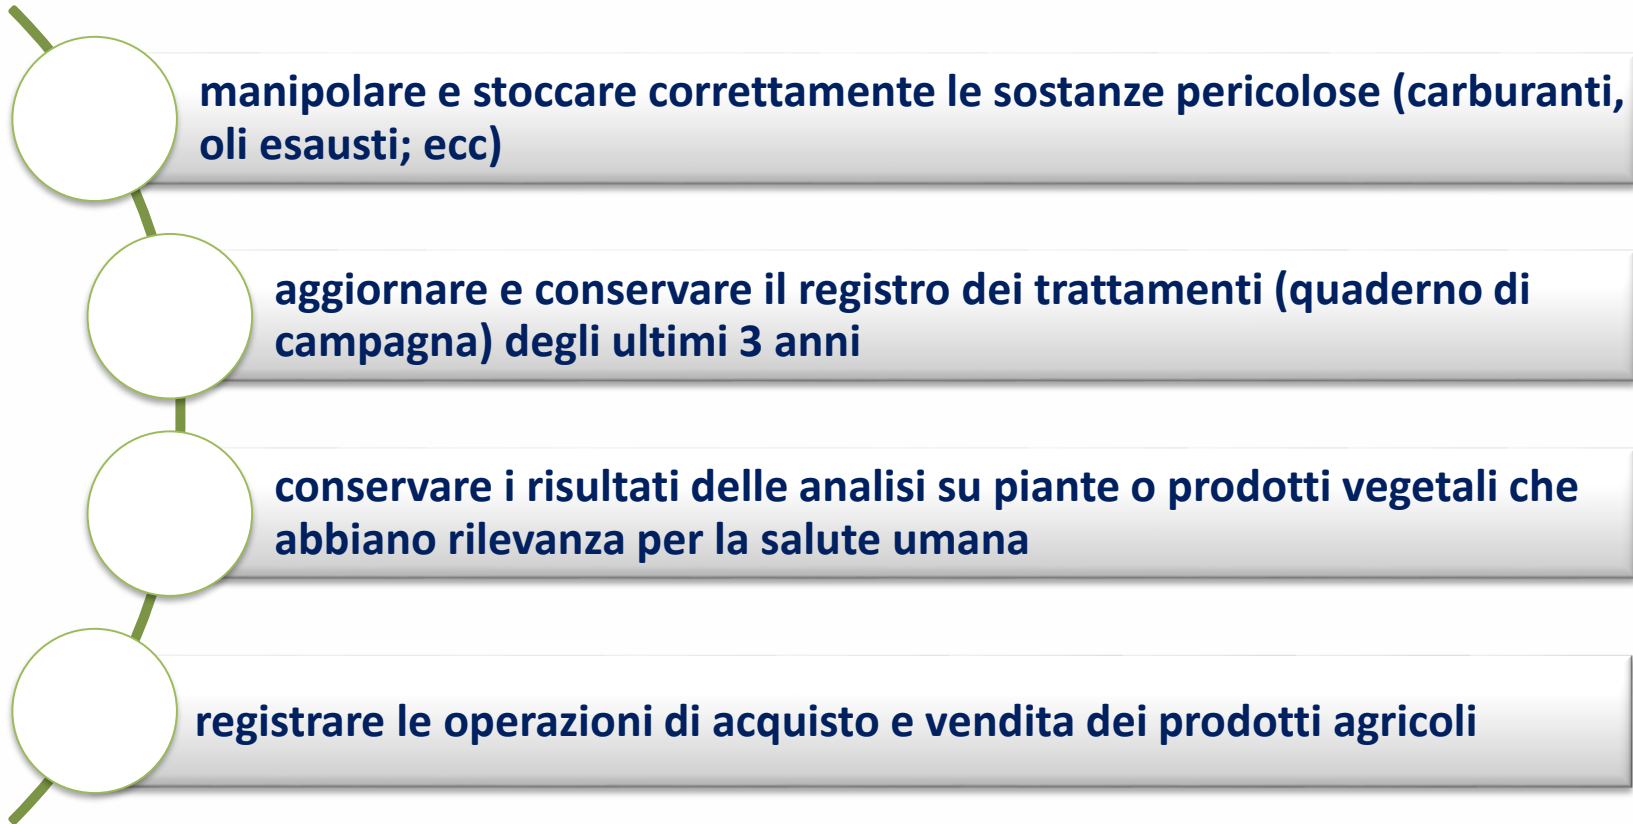 manipolare e stoccare correttamente le sostanze pericolose (carburanti,
oli esausti; ecc)
aggiornare e conservare il registro dei trattamenti (quaderno di
campagna) degli ultimi 3 anni
conservare i risultati delle analisi su piante o prodotti vegetali che
abbiano rilevanza per la salute umana
registrare le operazioni di acquisto e vendita dei prodotti agricoli